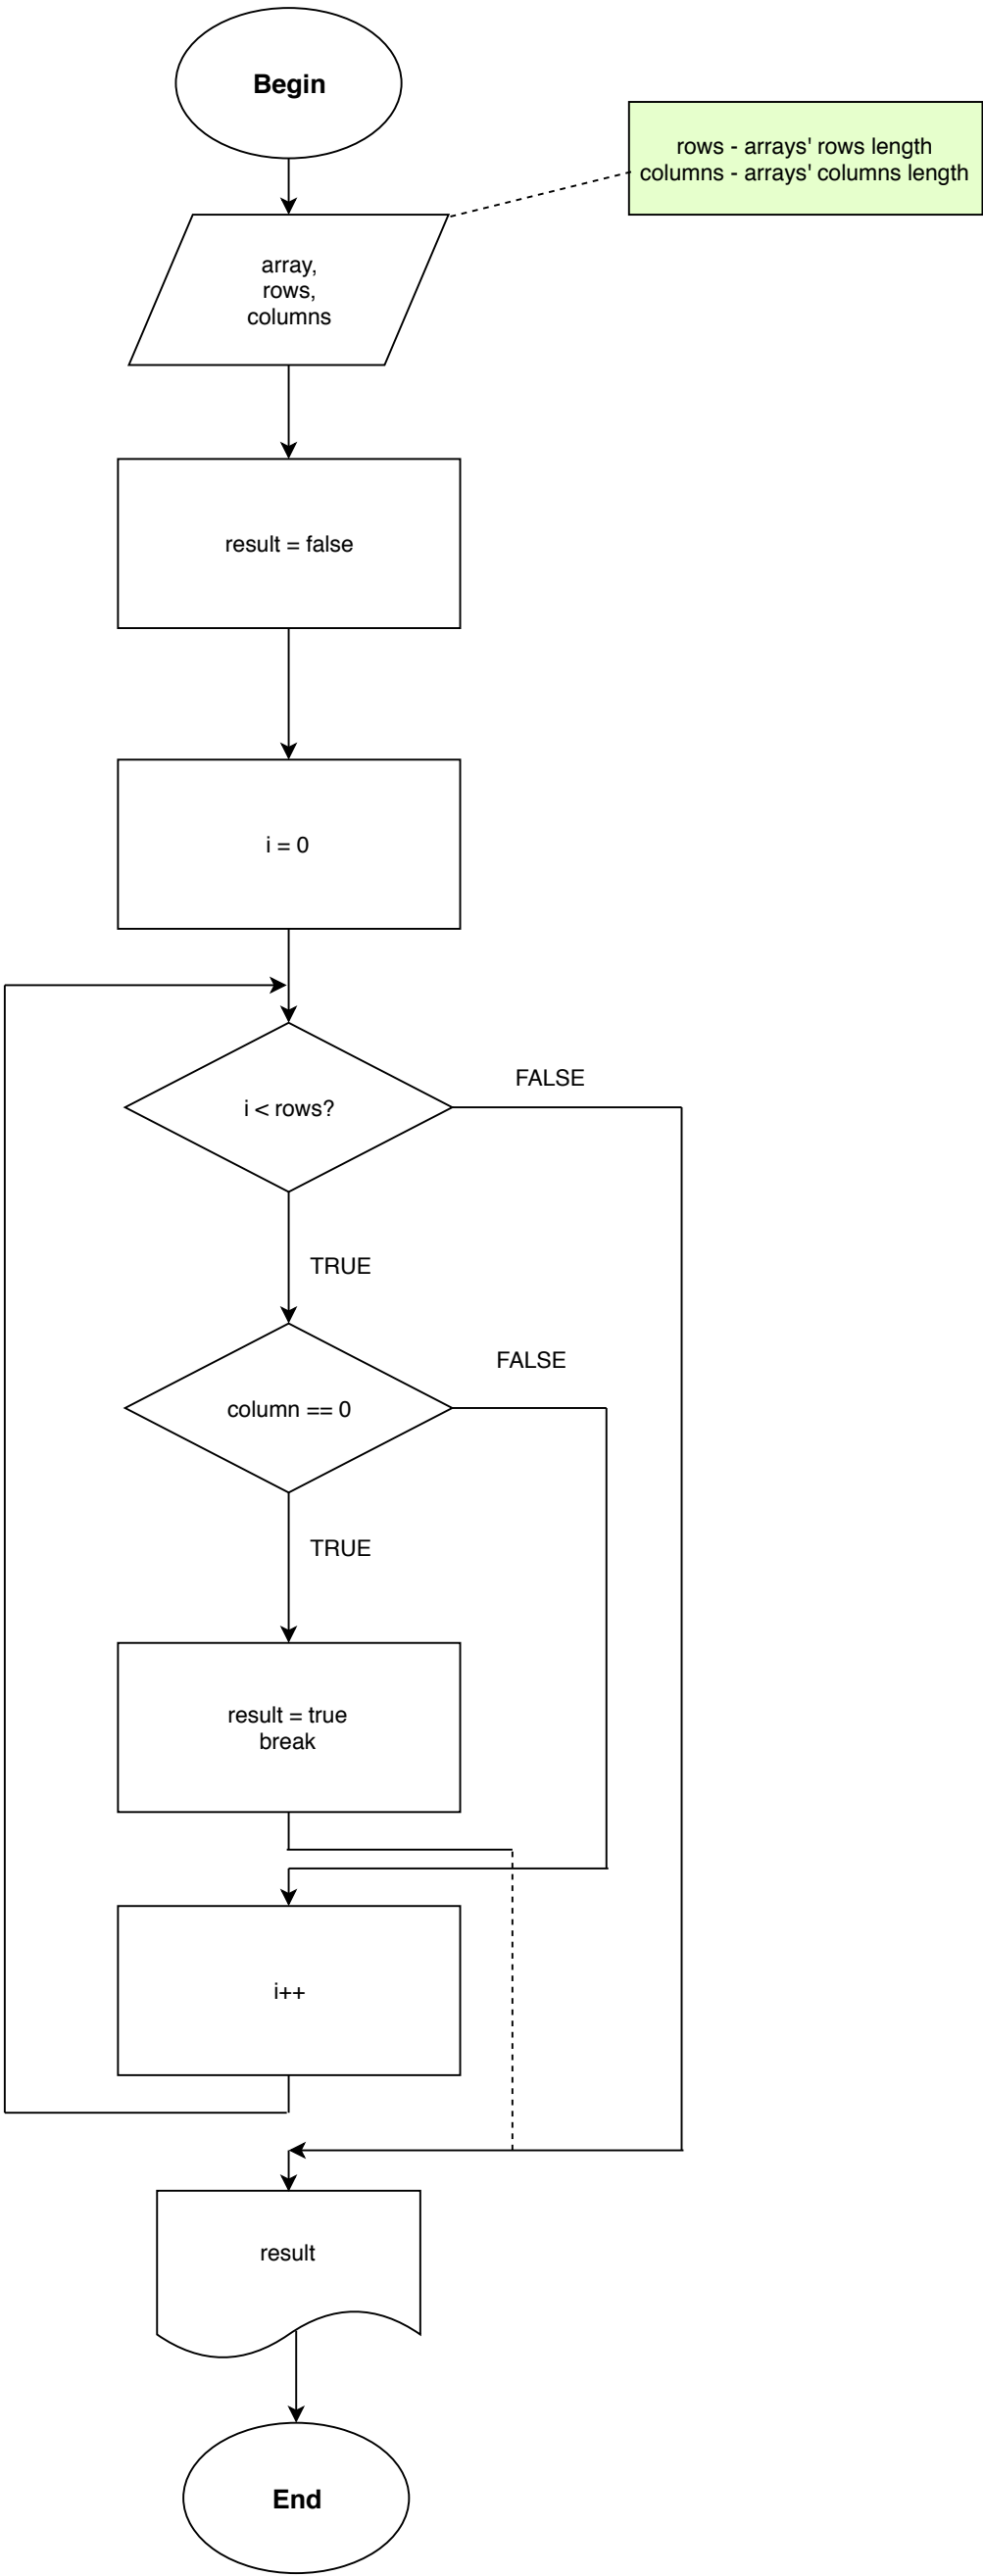 Begin
rows - arrays' rows length
columns - arrays' columns length
array,
rows,
columns
result = false
i = 0
i < rows?
FALSE
TRUE
column == 0
FALSE
TRUE
result = true
break
i++
result
End